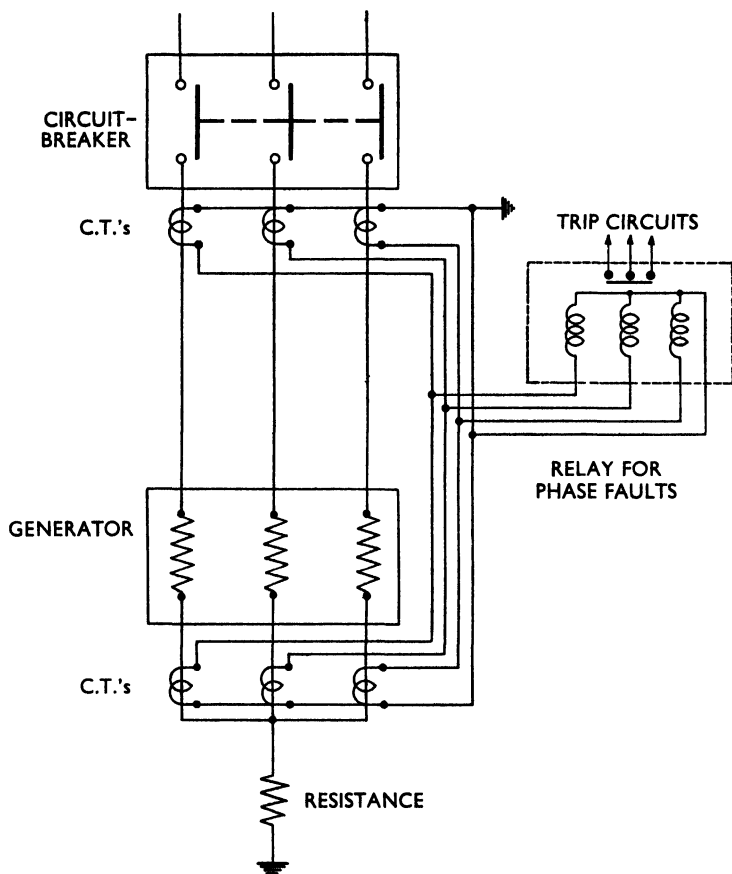 CIRCUIT-
BREAKER
C.T.'s
TRIP CIRCUITS
RELAY FOR
PHASE FAULTS
GENERATOR
C.T.'s
RESISTANCE